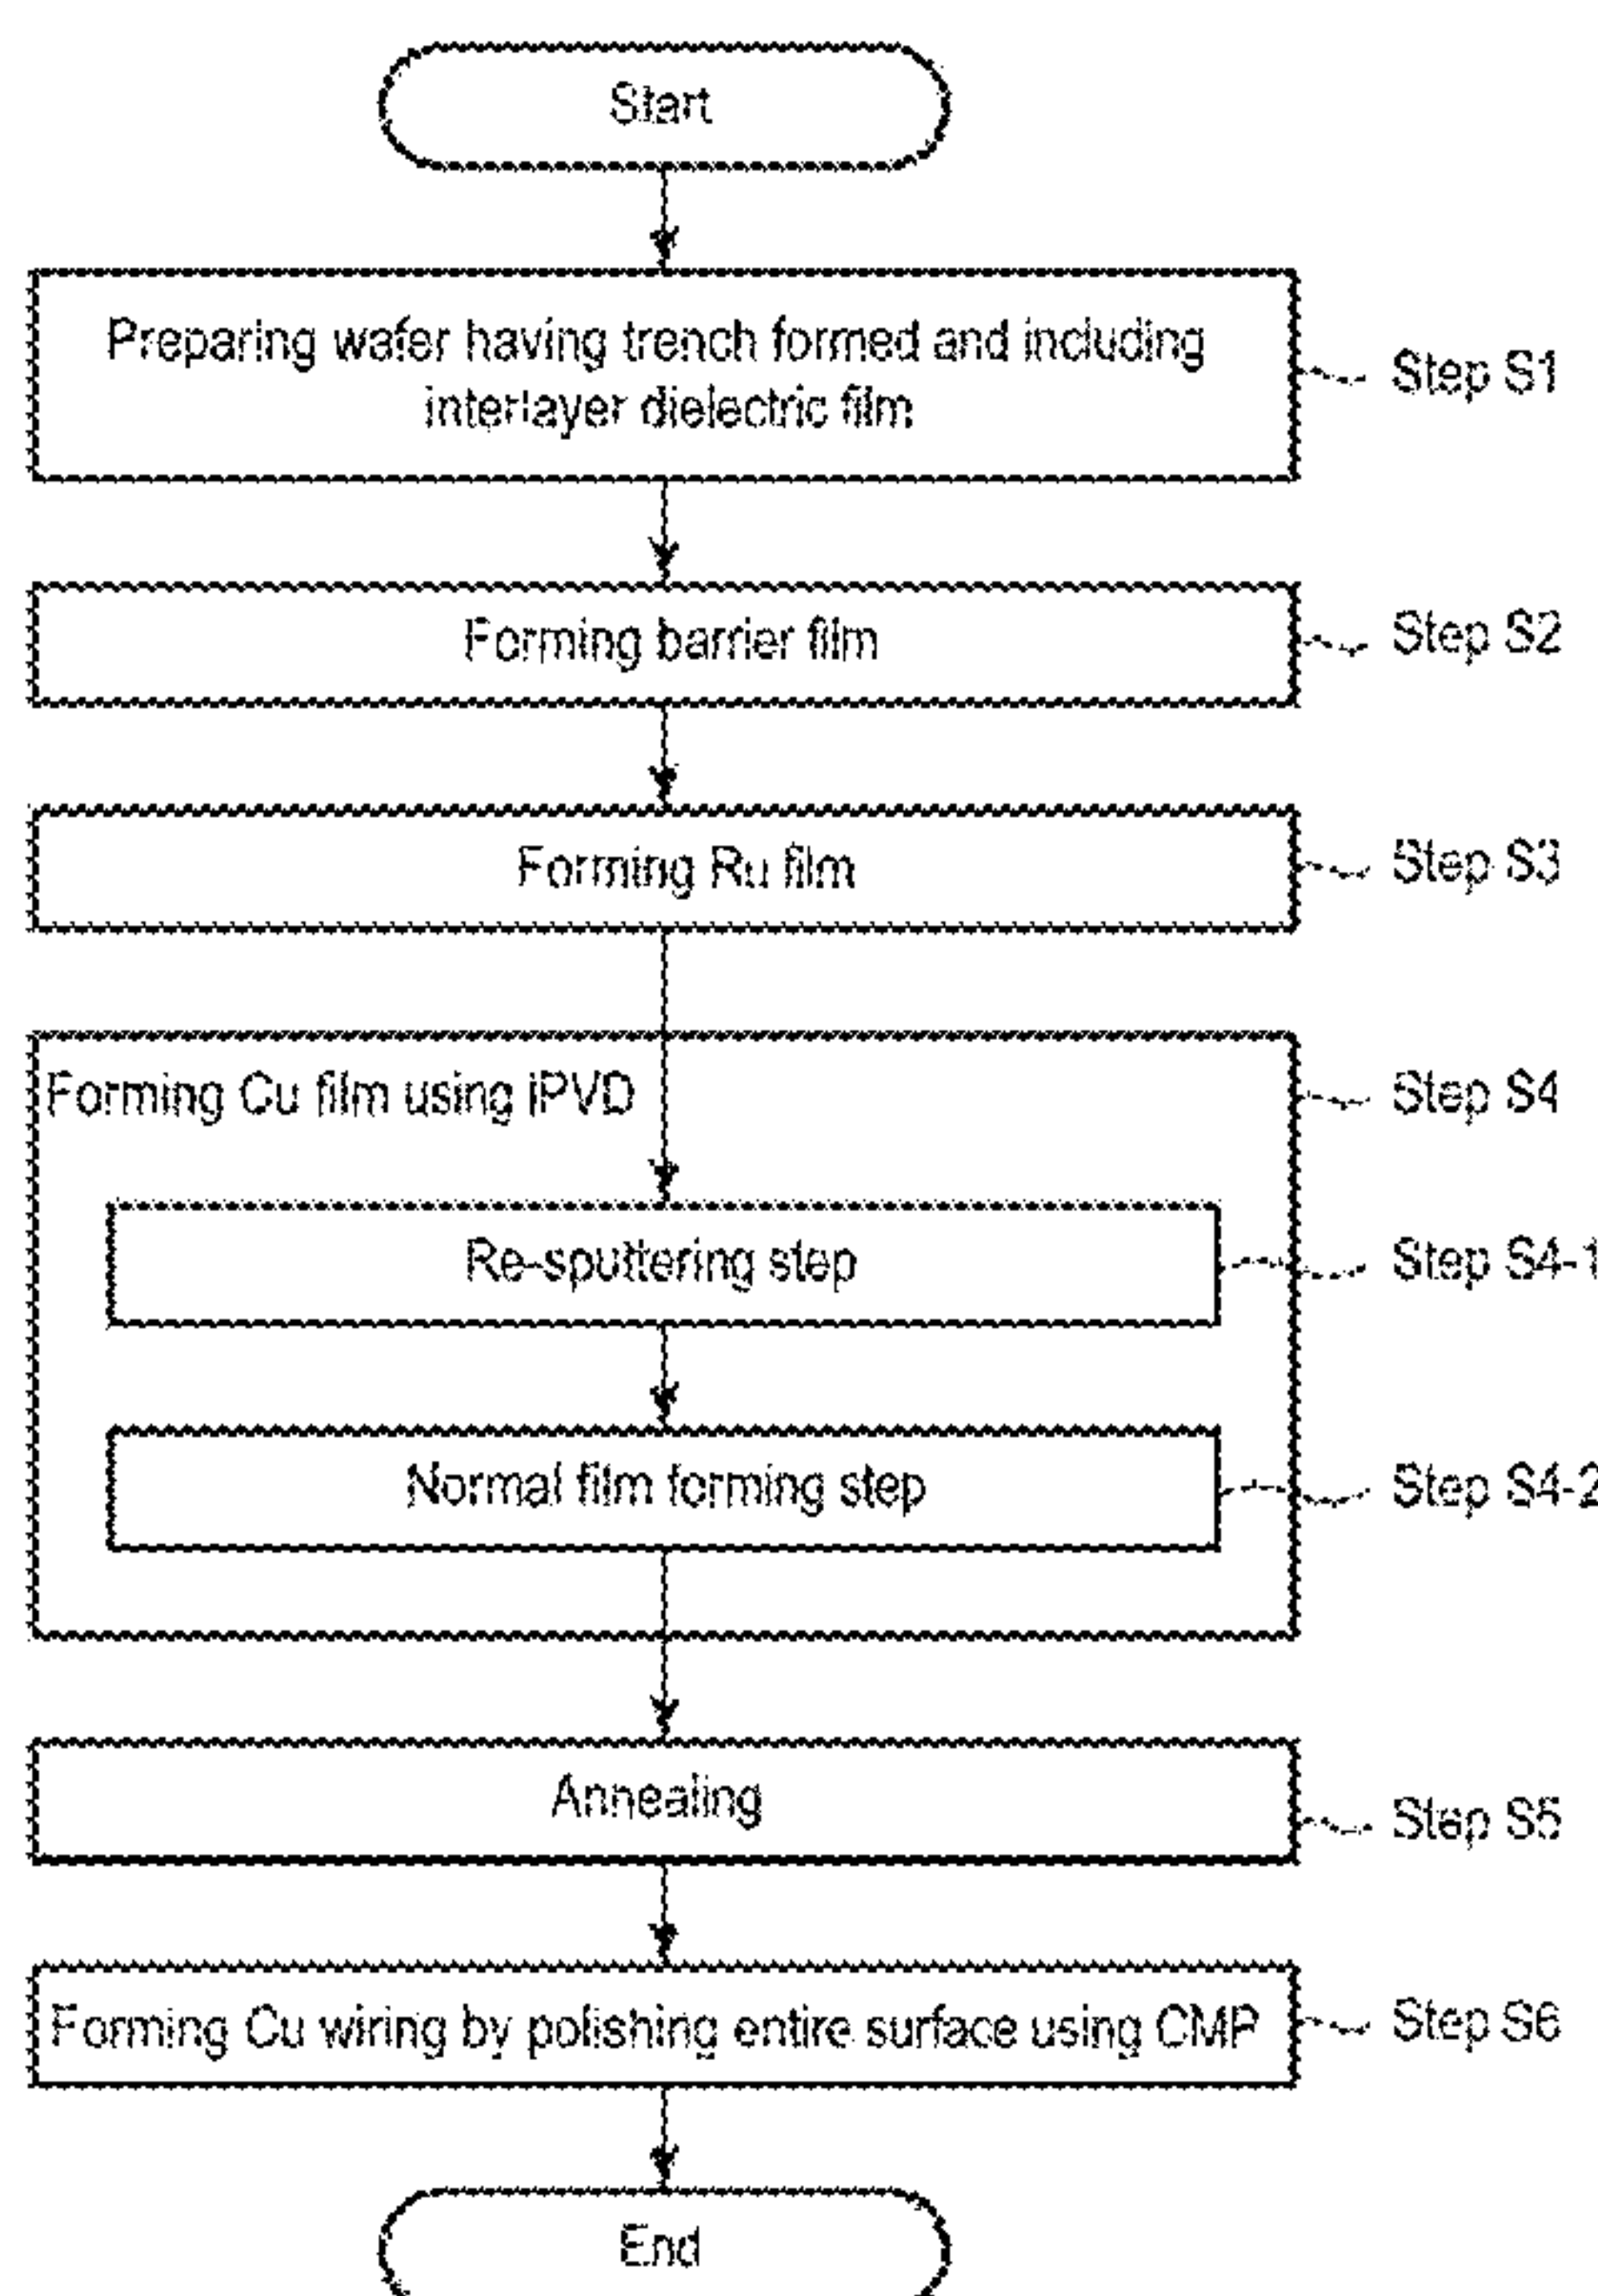 Start
Preparing wafer having trench formed and including
interlayer dielectric film
Step S1
Forming barrier film
Step S2
Forming Ru film
Step S3
Forming Cu film using iPVD
Step S4
Re-sputtering step
Step S4-1
Normal film forming step
Step S4-2
Annealing
Step S5
Forming Cu wiring by polishing entire surface using CMP
Step S6
End